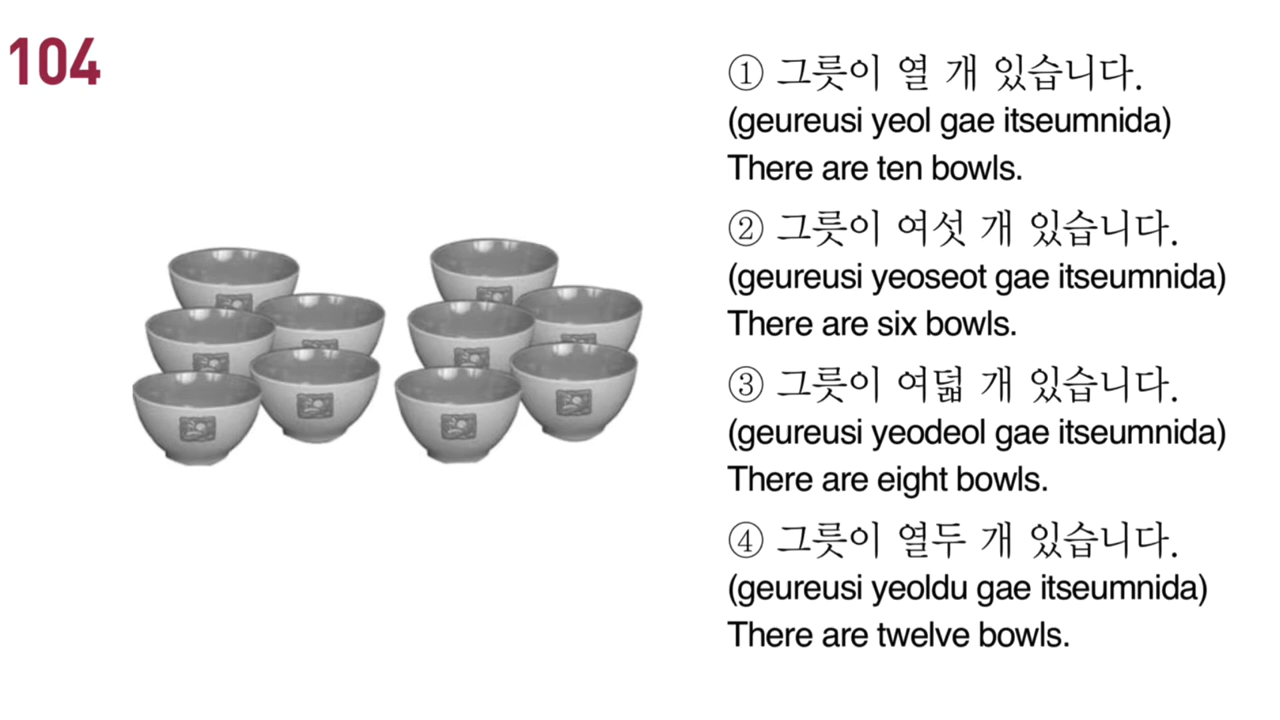 104
① 그릇이 열 개 있습니다.
(geureusi yeol gae itseumnida)
There are ten bowls.
② 그릇이 여섯 개 있습니다.
(geureusi yeoseot gae itseumnida)
There are six bowls.
③ 그릇이 여덟 개 있습니다.
(geureusi yeodeol gae itseumnida)
There are eight bowls.
④ 그릇이 열두 개 있습니다.
(geureusi yeoldu gae itseumnida)
There are twelve bowls.